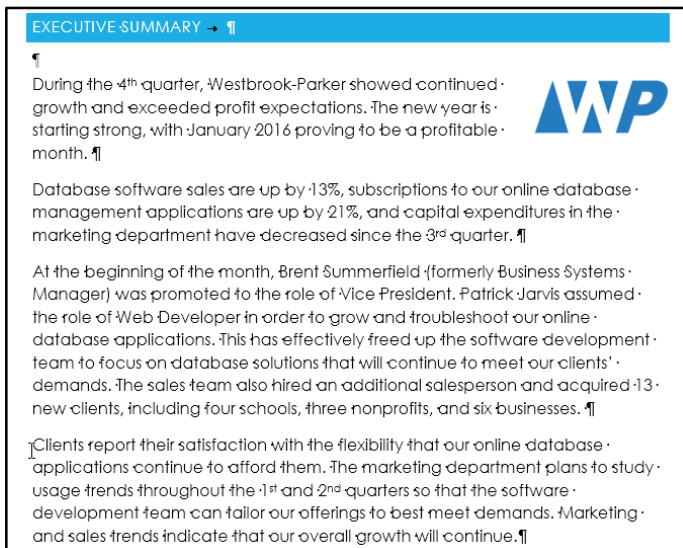 EXECUTIVE SUMMARY → ¶
¶
During the 4th quarter, Westbrook-Parker showed continued
growth and exceeded profit expectations. The new year is
starting strong, with January 2016 proving to be a profitable
month. ¶
WP
Database software sales are up by 13%, subscriptions to our online database
management applications are up by 21%, and capital expenditures in the
marketing department have decreased since the 3rd quarter. ¶
At the beginning of the month, Brent Summerfield (formerly Business Systems
Manager) was promoted to the role of Vice President. Patrick Jarvis assumed
the role of Web Developer in order to grow and troubleshoot our online
database applications. This has effectively freed up the software development
team to focus on database solutions that will continue to meet our clients’
demands. The sales team also hired an additional salesperson and acquired 13
new clients, including four schools, three nonprofits, and six businesses. ¶
Clients report their satisfaction with the flexibility that our online database
applications continue to afford them. The marketing department plans to study
usage trends throughout the 1st and 2nd quarters so that the software
development team can tailor our offerings to best meet demands. Marketing
and sales trends indicate that our overall growth will continue.¶